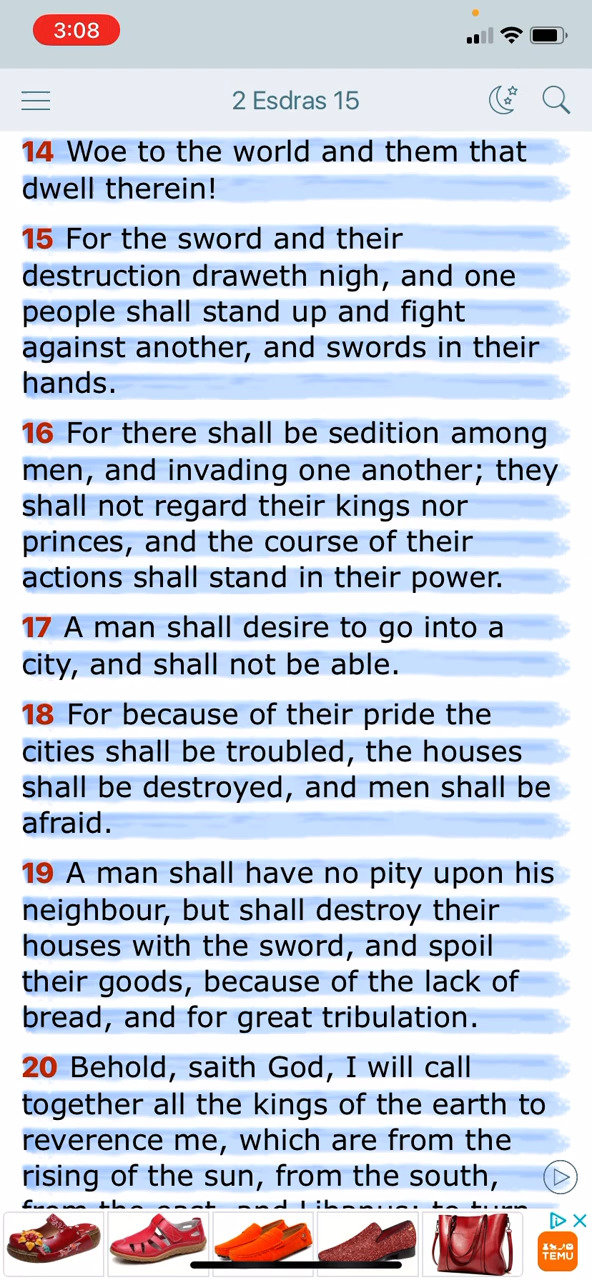 3:08
2 Esdras 15
14 Woe to the world and them that
dwell therein!
15 For the sword and their
destruction draweth nigh, and one
people shall stand up and fight
against another, and swords in their
hands.
16 For there shall be sedition among
men, and invading one another; they
shall not regard their kings nor
princes, and the course of their
actions shall stand in their power.
17 A man shall desire to go into a
city, and shall not be able.
18 For because of their pride the
cities shall be troubled, the houses
shall be destroyed, and men shall be
afraid.
19 A man shall have no pity upon his
neighbour, but shall destroy their
houses with the sword, and spoil
their goods, because of the lack of
bread, and for great tribulation.
20 Behold, saith God, I will call
together all the kings of the earth to
reverence me, which are from the
rising of the sun, from the south,
from the east, and Libanus; to turn
TEMU